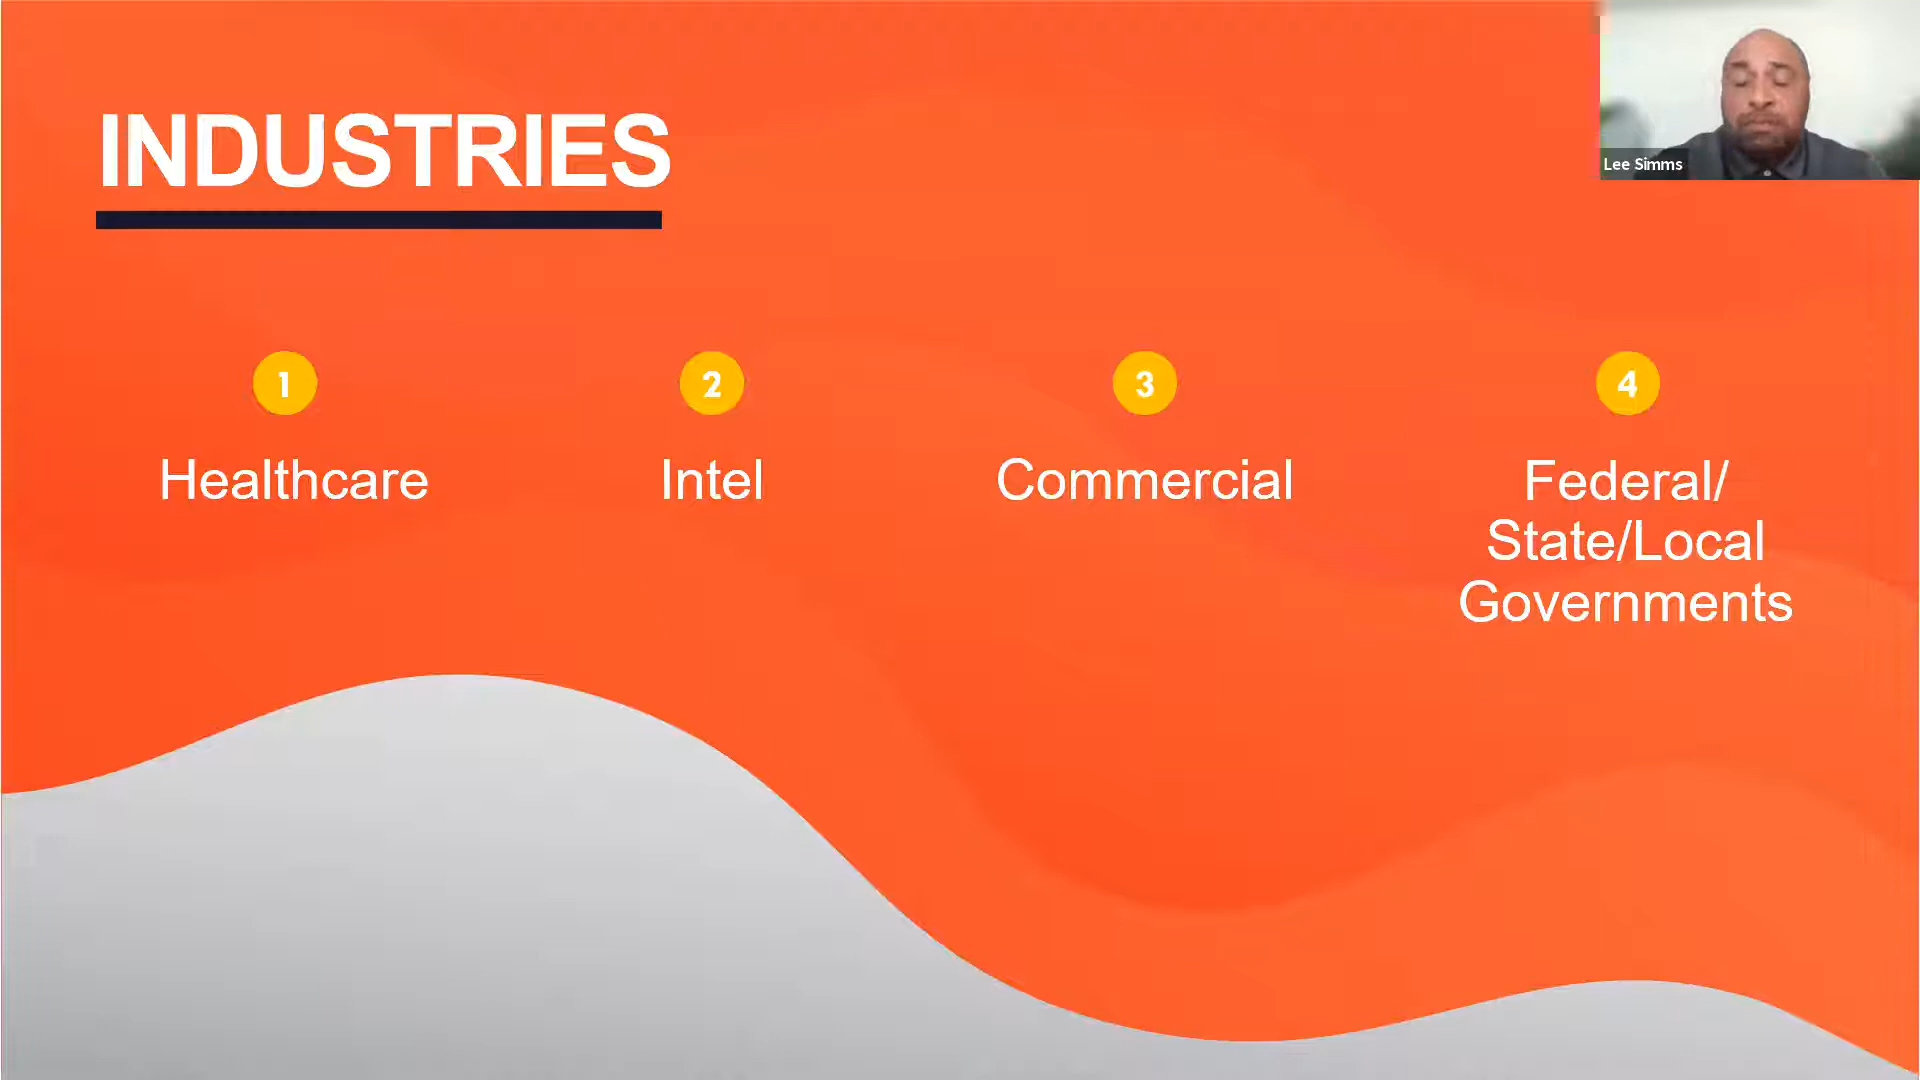 INDUSTRIES
Lee Simms
1
Healthcare
2
Intel
3
Commercial
4
Federal/
State/Local
Governments